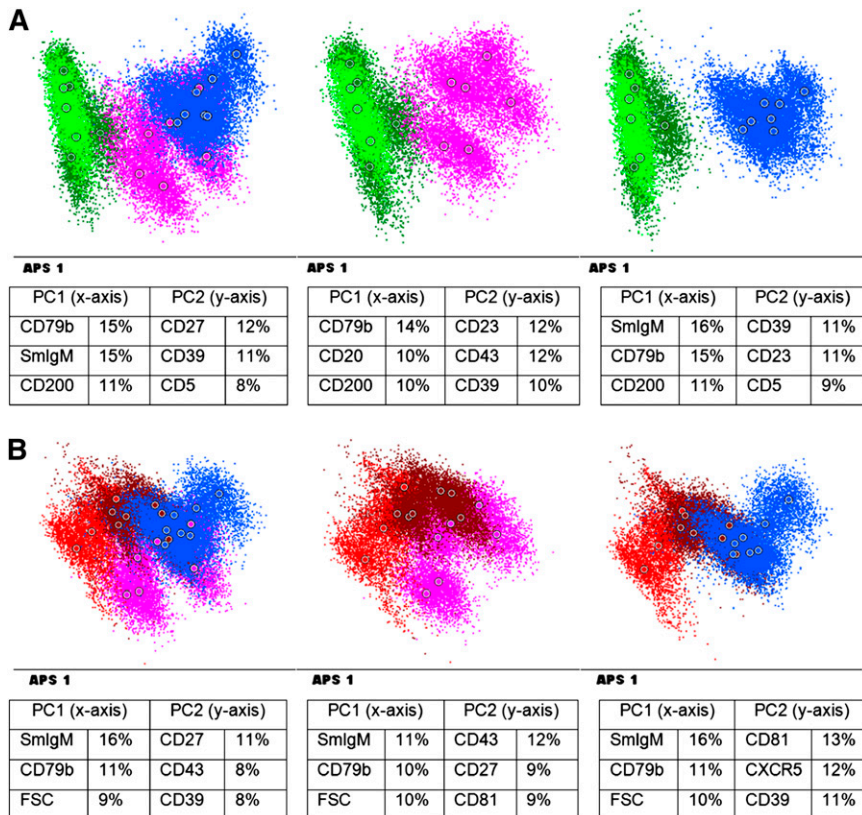 A
APS 1 APS 1 APS 1
PC1 (x-axis) PC2 (y-axis) PC1 (x-axis) PC2 (y-axis) PC1 (x-axis) PC2 (y-axis)
CD79b 15% CD27 12% CD79b 14% CD23 12% SmIgM 16% CD39 11%
SmIgM 15% CD39 11% CD20 10% CD43 12% CD79b 15% CD23 11%
CD200 11% CD5 8% CD200 10% CD39 10% CD200 11% CD5 9%
B
APS 1 APS 1 APS 1
PC1 (x-axis) PC2 (y-axis) PC1 (x-axis) PC2 (y-axis) PC1 (x-axis) PC2 (y-axis)
SmIgM 16% CD27 11% SmIgM 11% CD43 12% SmIgM 16% CD81 13%
CD79b 11% CD43 8% CD79b 10% CD27 9% CD79b 11% CXCR5 12%
FSC 9% CD39 8% FSC 10% CD81 9% FSC 10% CD39 11%